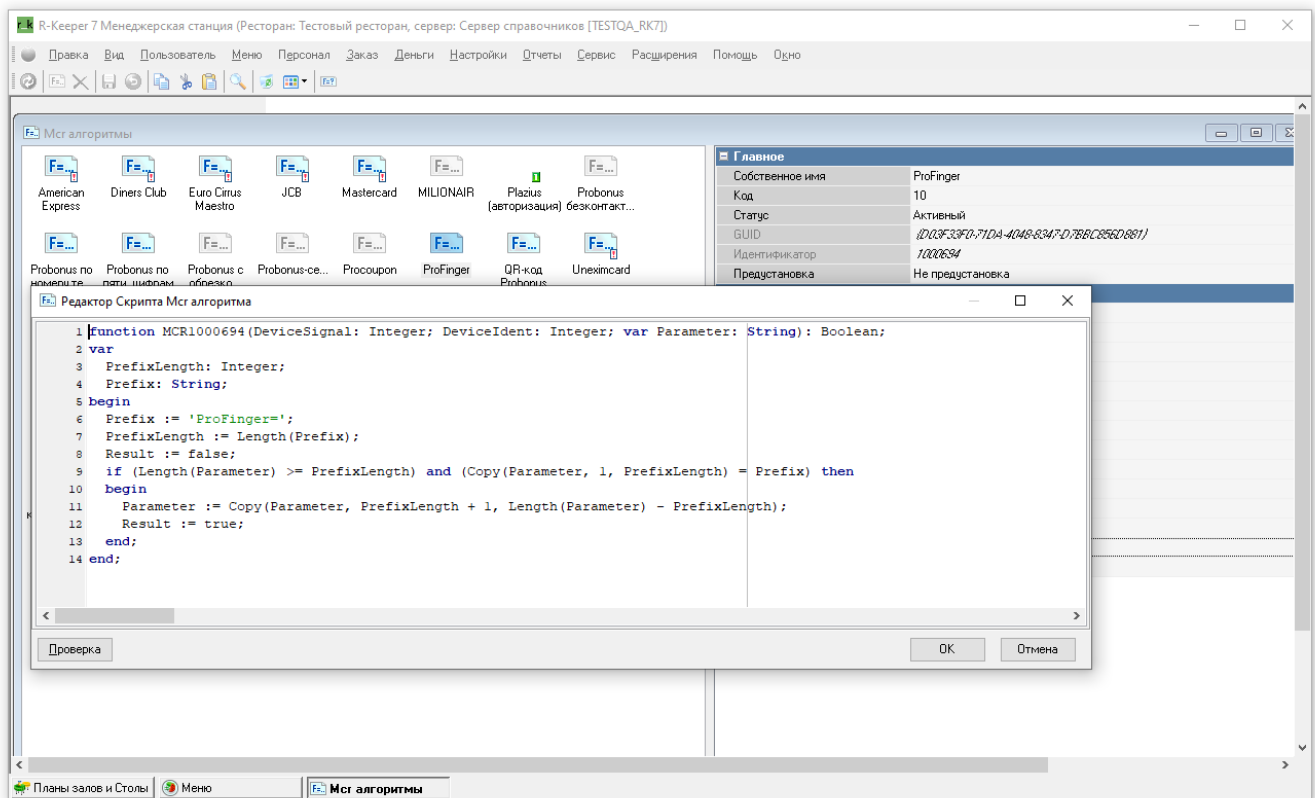 R-Keeper 7 Менеджерская станция (Ресторан: Тестовый ресторан, сервер: Сервер справочников [TESTQA_RK7])
Правка Вид Пользователь Меню Персонал Заказ Деньги Настройки Отчеты Сервис Расширения Помощь Окно
Mcr алгоритмы
American Express
Diners Club
Euro Cirrus Maestro
JCB
Mastercard
MILIONAIR
Plazius (авторизация)
Probonus безконтакт...
Probonus по номеру те...
Probonus по пяти цифрам
Probonus с обрезко...
Probonus-се...
Procoupon
ProFinger
QR-код Probonus
Uneximcard
Главное
Собственное имя ProFinger
Код 10
Статус Активный
GUID {D03F33F0-71DA-4048-8347-D7BBC856D881}
Идентификатор 1000694
Предустановка Не предустановка
Редактор Скрипта Mcr алгоритма
1 function MCR1000694(DeviceSignal: Integer; DeviceIdent: Integer; var Parameter: String): Boolean;
2 var
3 PrefixLength: Integer;
4 Prefix: String;
5 begin
6 Prefix := 'ProFinger=';
7 PrefixLength := Length(Prefix);
8 Result := false;
9 if (Length(Parameter) >= PrefixLength) and (Copy(Parameter, 1, PrefixLength) = Prefix) then
10 begin
11 Parameter := Copy(Parameter, PrefixLength + 1, Length(Parameter) - PrefixLength);
12 Result := true;
13 end;
14 end;
Проверка
OK
Отмена
Планы залов и Столы
Меню
Mcr алгоритмы